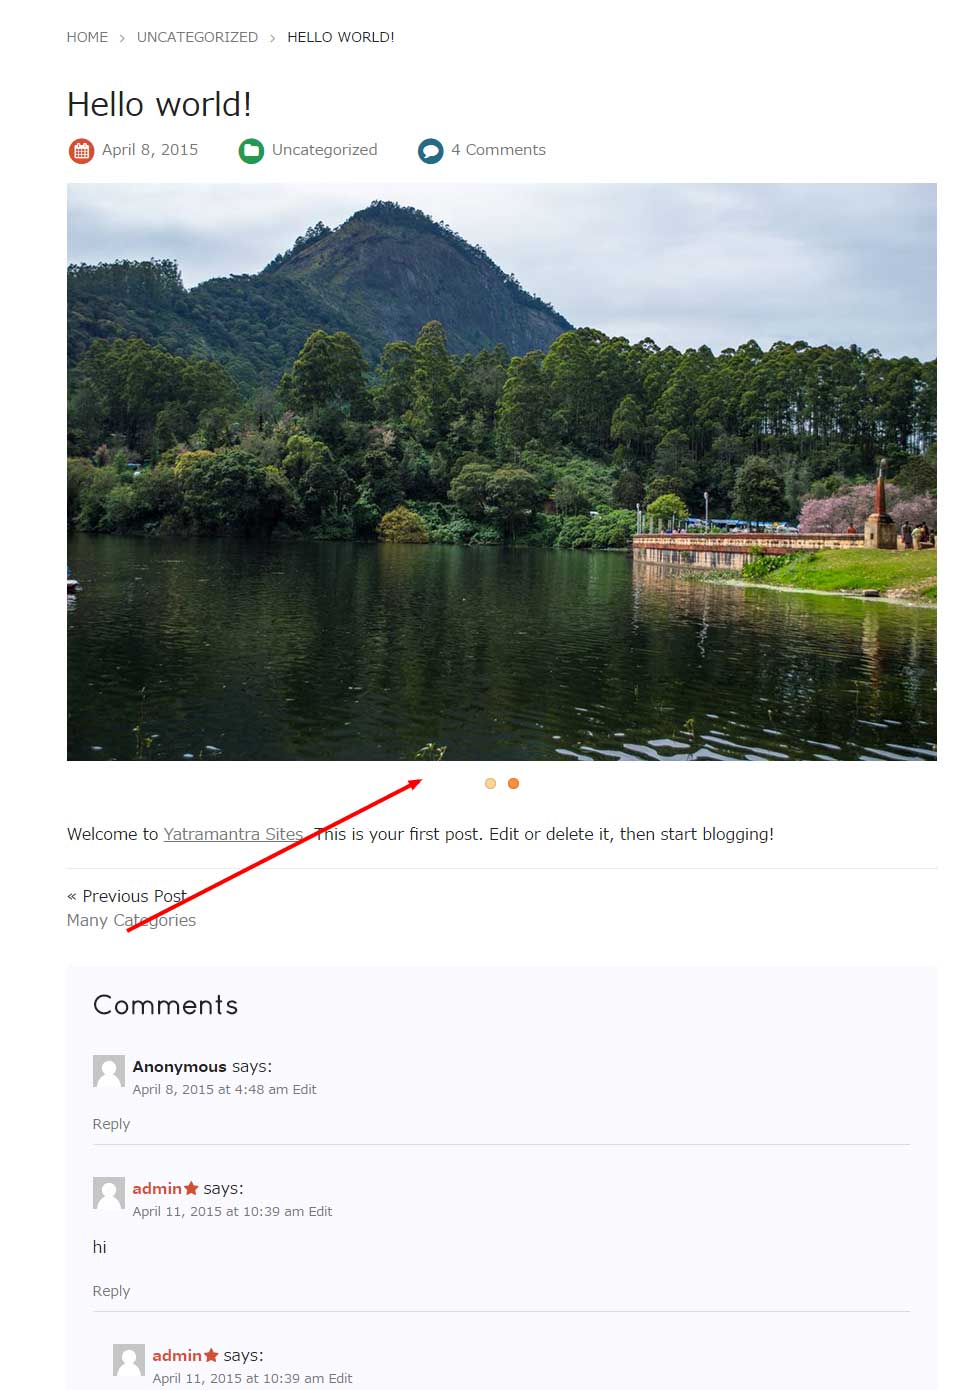 HOME > UNCATEGORIZED > HELLO WORLD!
Hello world!
April 8, 2015 Uncategorized 4 Comments
Welcome to Yatramantra Sites. This is your first post. Edit or delete it, then start blogging!
« Previous Post
Many Categories
Comments
Anonymous says:
April 8, 2015 at 4:48 am Edit
Reply
admin★ says:
April 11, 2015 at 10:39 am Edit
hi
Reply
admin★ says:
April 11, 2015 at 10:39 am Edit